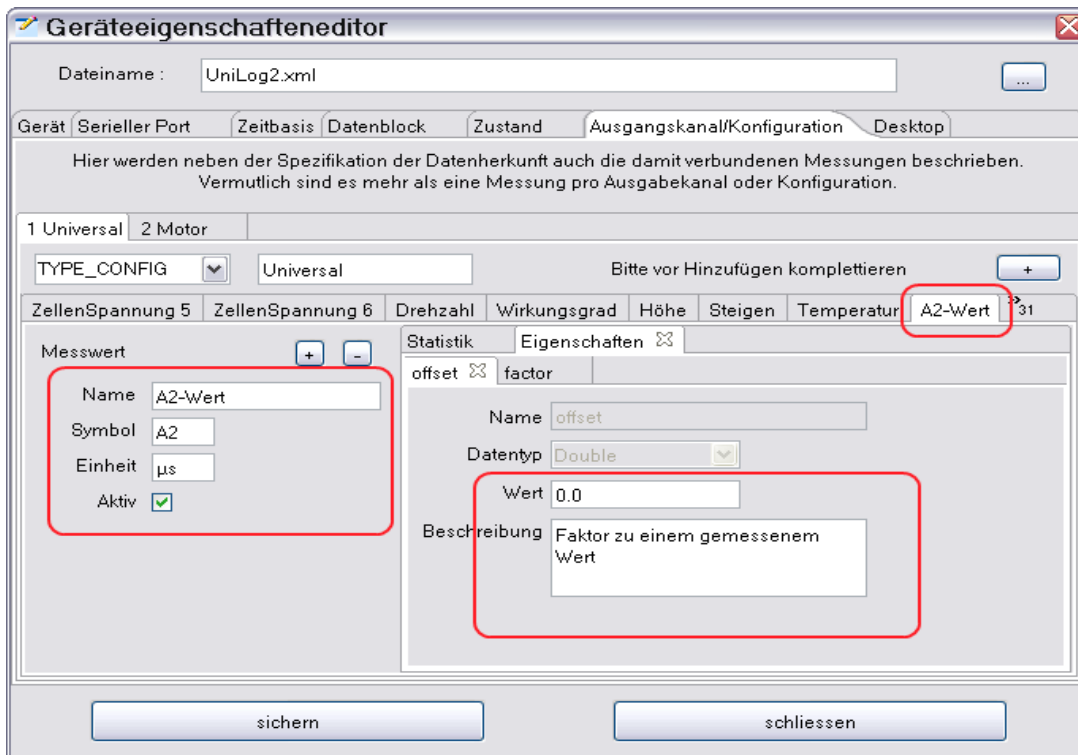 Geräteeigenschafteneditor
Dateiname : UniLog2.xml ...
Gerät Serieller Port Zeitbasis Datenblock Zustand Ausgangskanal/Konfiguration Desktop
Hier werden neben der Spezifikation der Datenherkunft auch die damit verbundenen Messungen beschrieben.
Vermutlich sind es mehr als eine Messung pro Ausgabekanal oder Konfiguration.
1 Universal 2 Motor
TYPE_CONFIG Universal Bitte vor Hinzufügen komplettieren +
ZellenSpannung 5 ZellenSpannung 6 Drehzahl Wirkungsgrad Höhe Steigen Temperatur A2-Wert »31
Messwert + -
Name A2-Wert
Symbol A2
Einheit µs
Aktiv
Statistik Eigenschaften
offset factor
Name offset
Datentyp Double
Wert 0.0
Beschreibung Faktor zu einem gemessenem
Wert
sichern schliessen